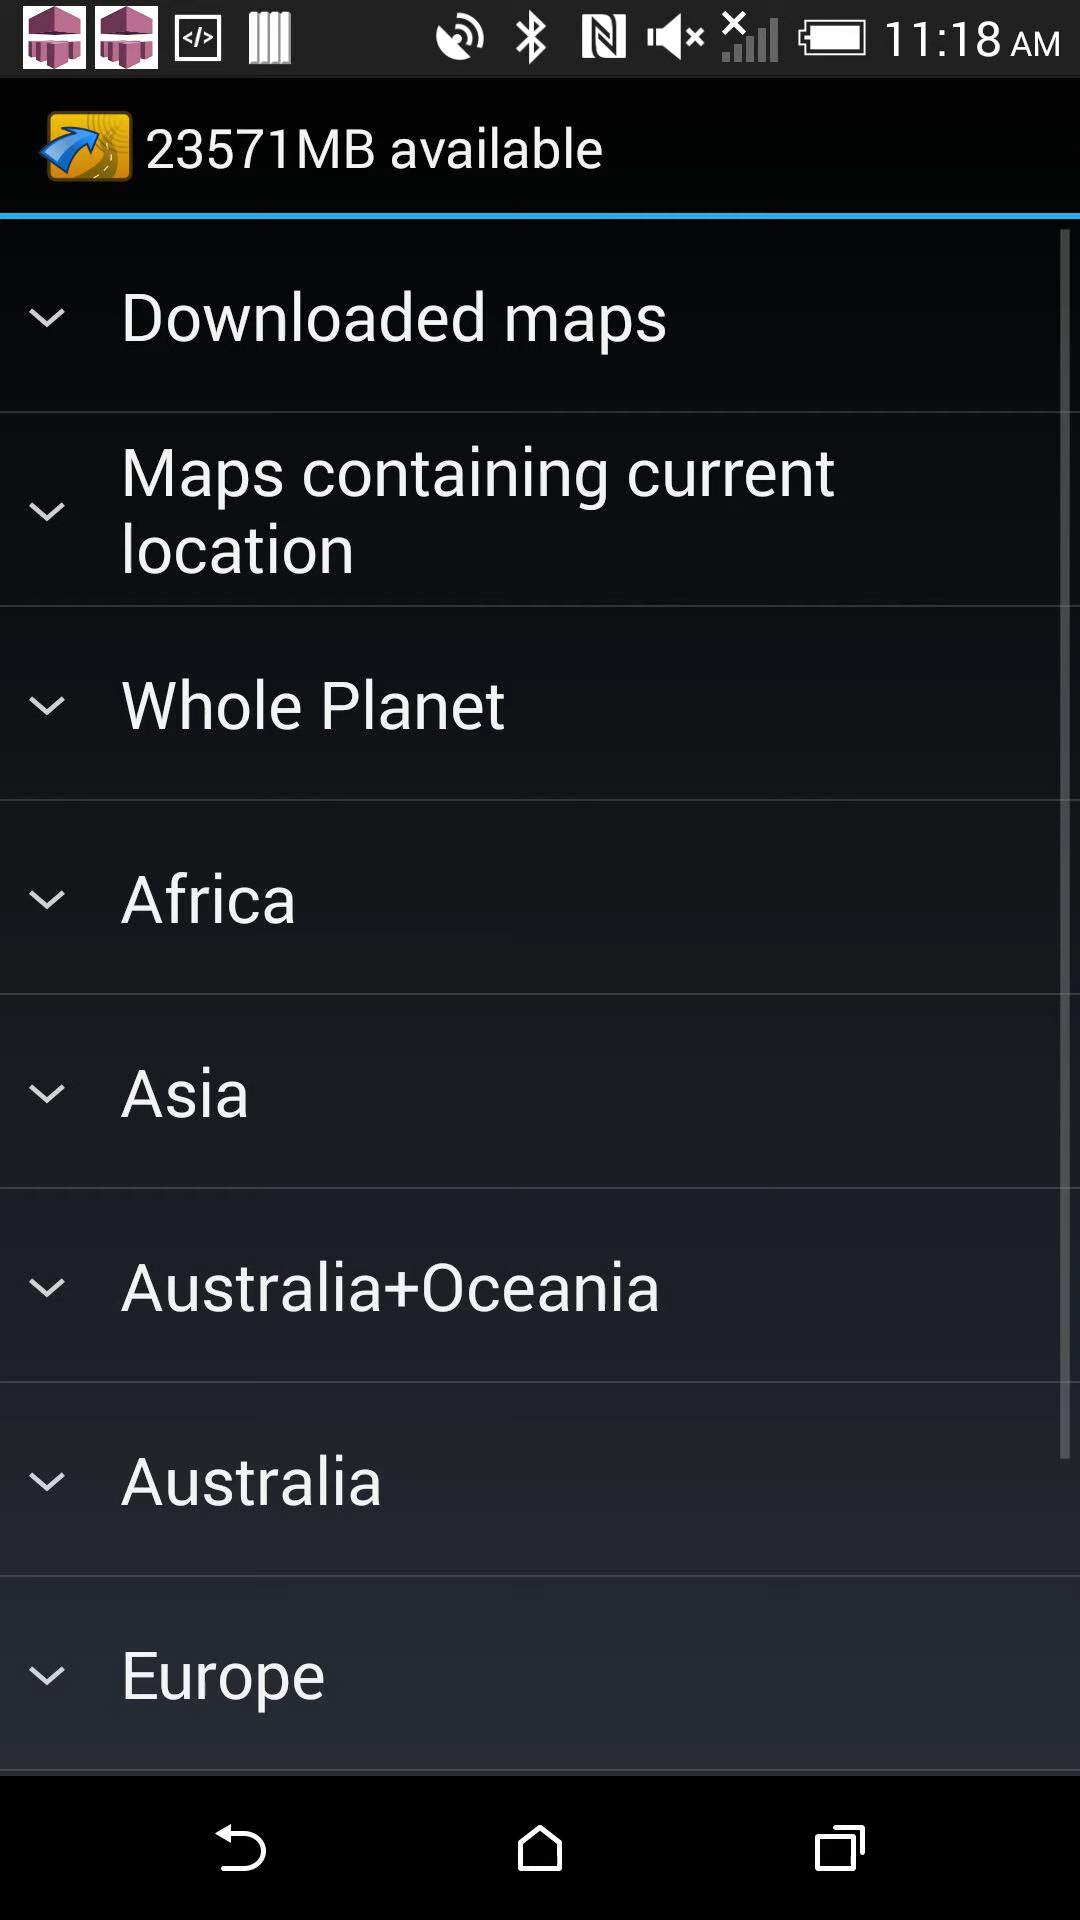 11:18 AM
23571MB available
Downloaded maps
Maps containing current
location
Whole Planet
Africa
Asia
Australia+Oceania
Australia
Europe